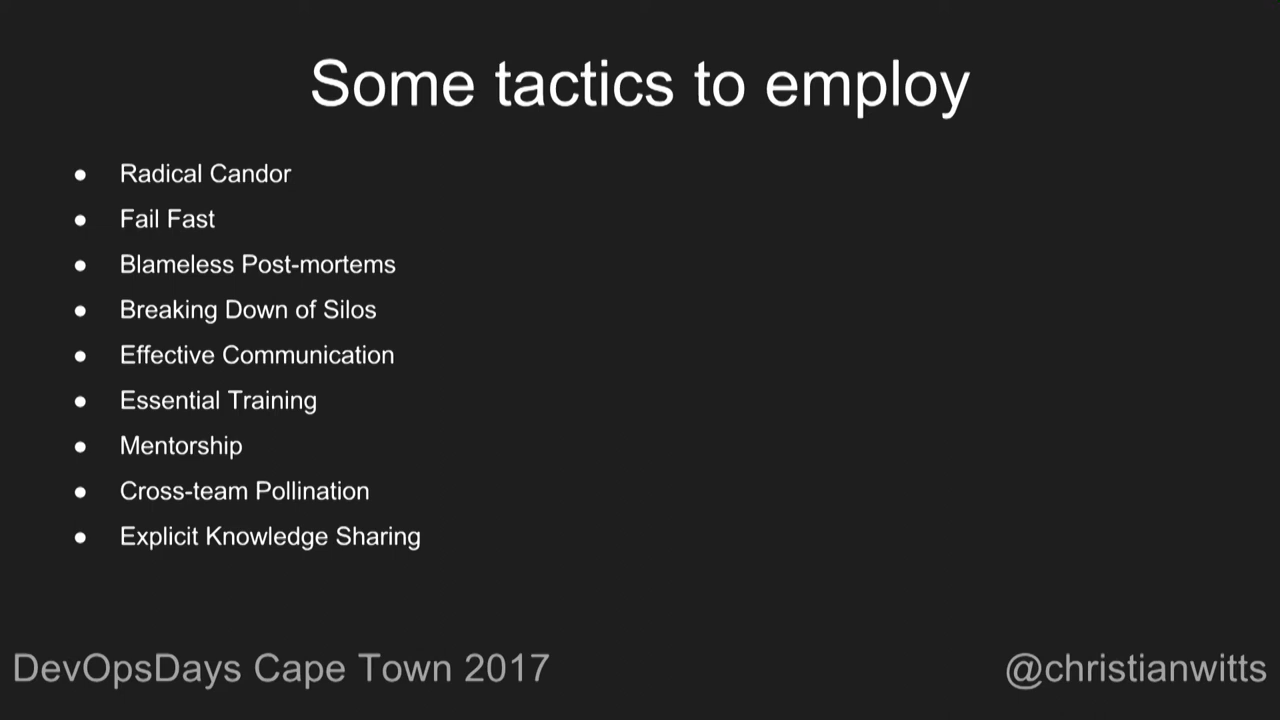 Some tactics to employ
● Radical Candor
● Fail Fast
● Blameless Post-mortems
● Breaking Down of Silos
● Effective Communication
● Essential Training
● Mentorship
● Cross-team Pollination
● Explicit Knowledge Sharing
DevOpsDays Cape Town 2017
@christianwitts